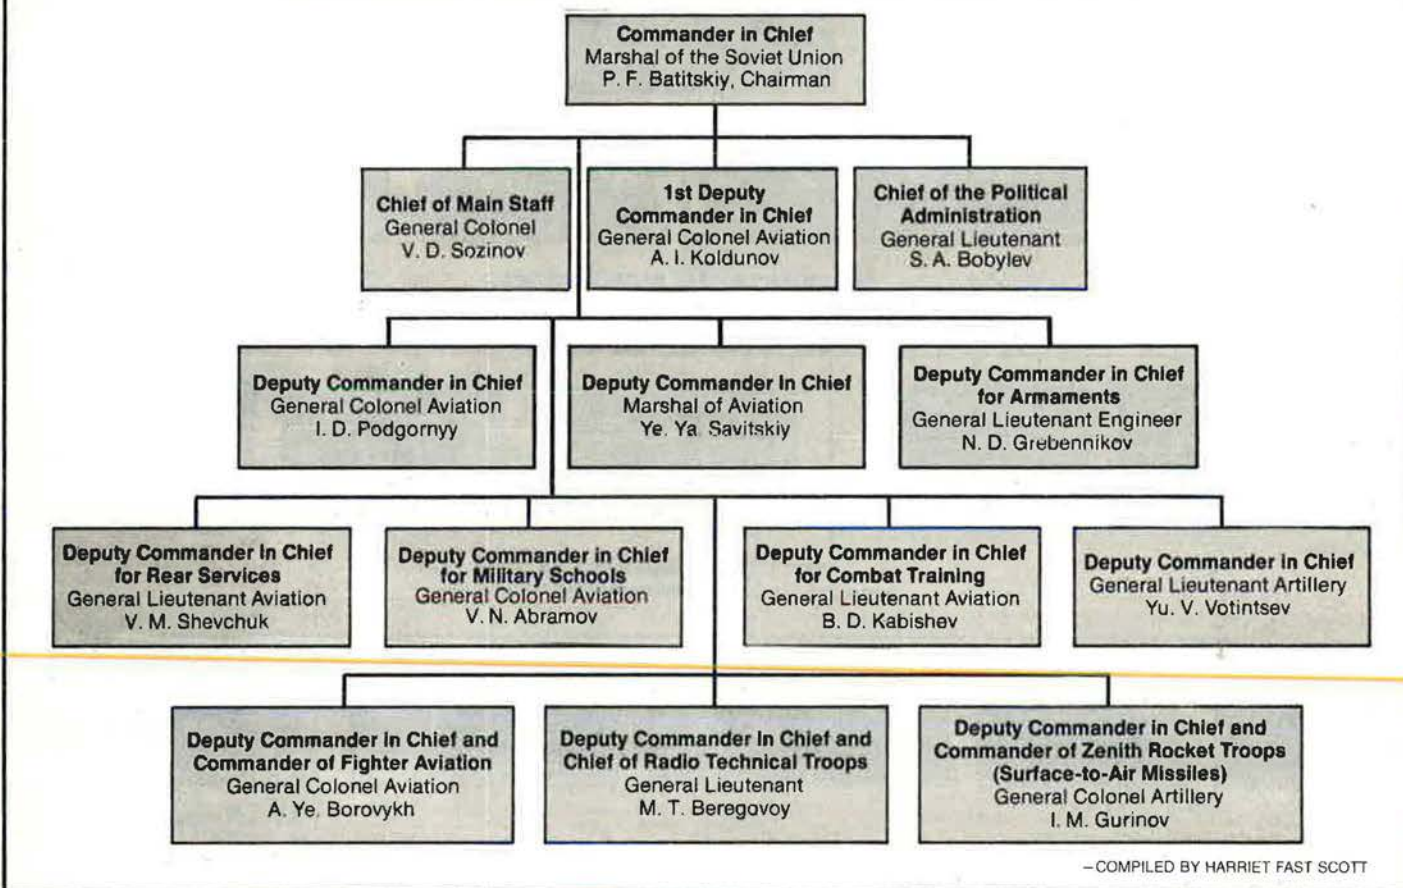 Commander in Chief
Marshal of the Soviet Union
P. F. Batitskiy, Chairman
Chief of Main Staff
General Colonel
V. D. Sozinov
1st Deputy
Commander in Chief
General Colonel Aviation
A. I. Koldunov
Chief of the Political
Administration
General Lieutenant
S. A. Bobylev
Deputy Commander in Chief
General Colonel Aviation
I. D. Podgornyy
Deputy Commander in Chief
Marshal of Aviation
Ye. Ya. Savitskiy
Deputy Commander in Chief
for Armaments
General Lieutenant Engineer
N. D. Grebennikov
Deputy Commander in Chief
for Rear Services
General Lieutenant Aviation
V. M. Shevchuk
Deputy Commander in Chief
for Military Schools
General Colonel Aviation
V. N. Abramov
Deputy Commander in Chief
for Combat Training
General Lieutenant Aviation
B. D. Kabishev
Deputy Commander in Chief
General Lieutenant Artillery
Yu. V. Votintsev
Deputy Commander in Chief and
Commander of Fighter Aviation
General Colonel Aviation
A. Ye. Borovykh
Deputy Commander in Chief and
Chief of Radio Technical Troops
General Lieutenant
M. T. Beregovoy
Deputy Commander in Chief and
Commander of Zenith Rocket Troops
(Surface-to-Air Missiles)
General Colonel Artillery
I. M. Gurinov
–COMPILED BY HARRIET FAST SCOTT